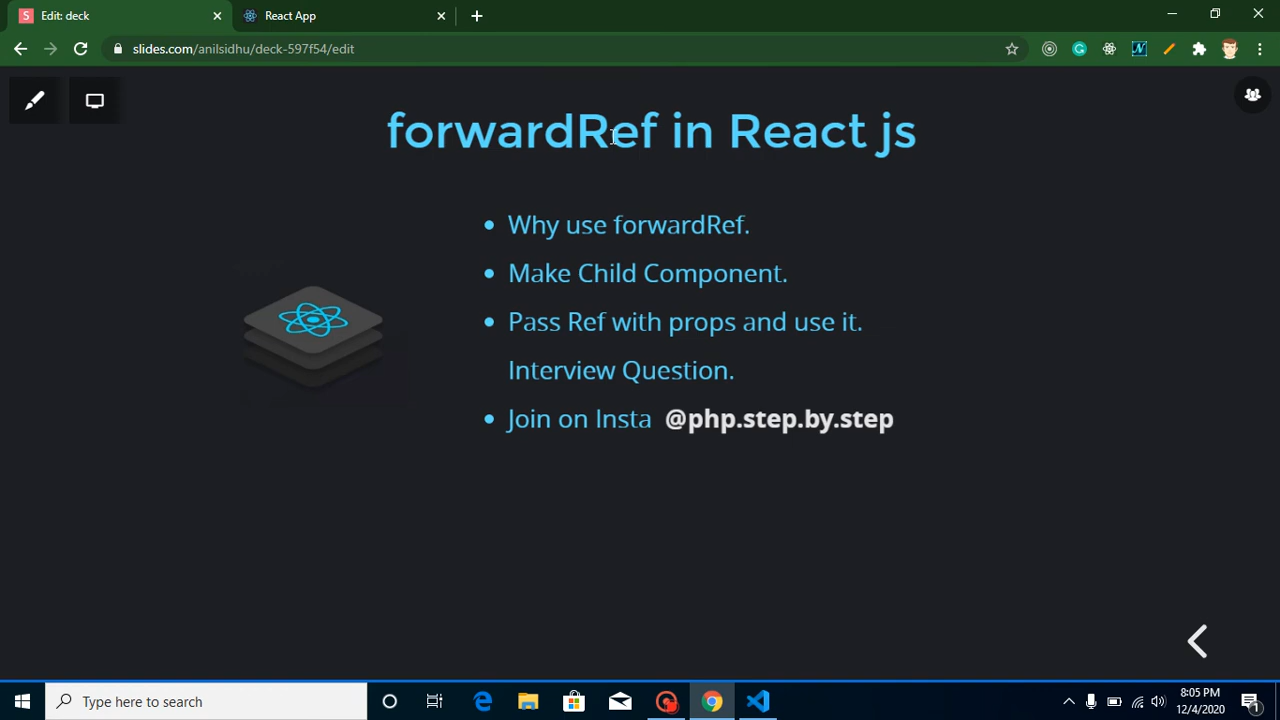 Edit: deck
React App
slides.com/anilsidhu/deck-597f54/edit
forwardRef in React js
Why use forwardRef.
Make Child Component.
Pass Ref with props and use it.
Interview Question.
Join on Insta @php.step.by.step
Type here to search
8:05 PM
12/4/2020
1